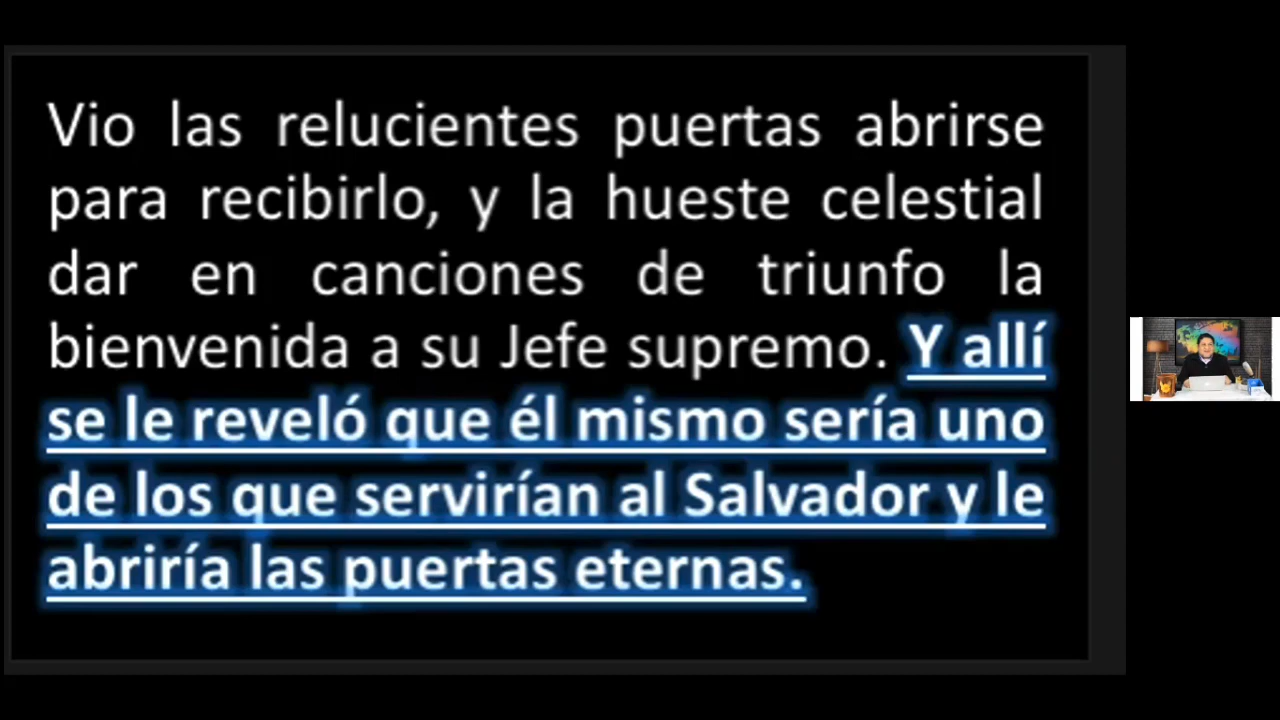 Vio las relucientes puertas abrirse
para recibirlo, y la hueste celestial
dar en canciones de triunfo la
bienvenida a su Jefe supremo. Y allí
se le reveló que él mismo sería uno
de los que servirían al Salvador y le
abriría las puertas eternas.